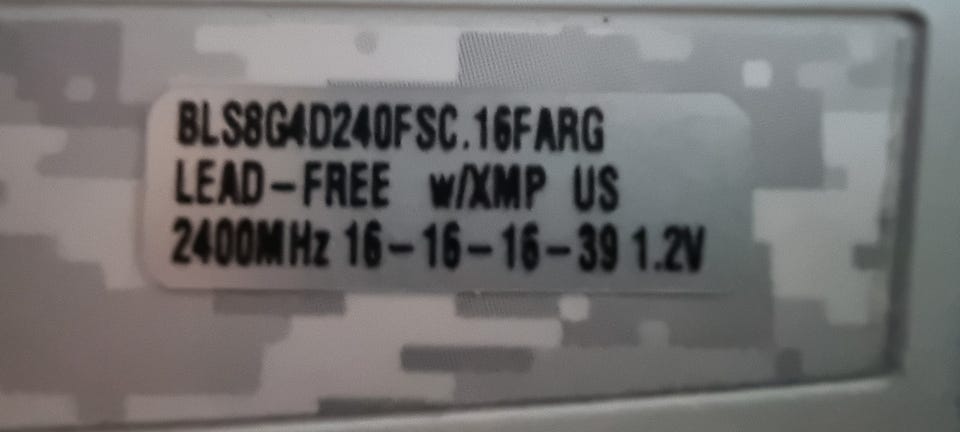 BLS8G4D240FSC.16FARG
LEAD-FREE w/XMP US
2400MHz 16-16-16-39 1.2V